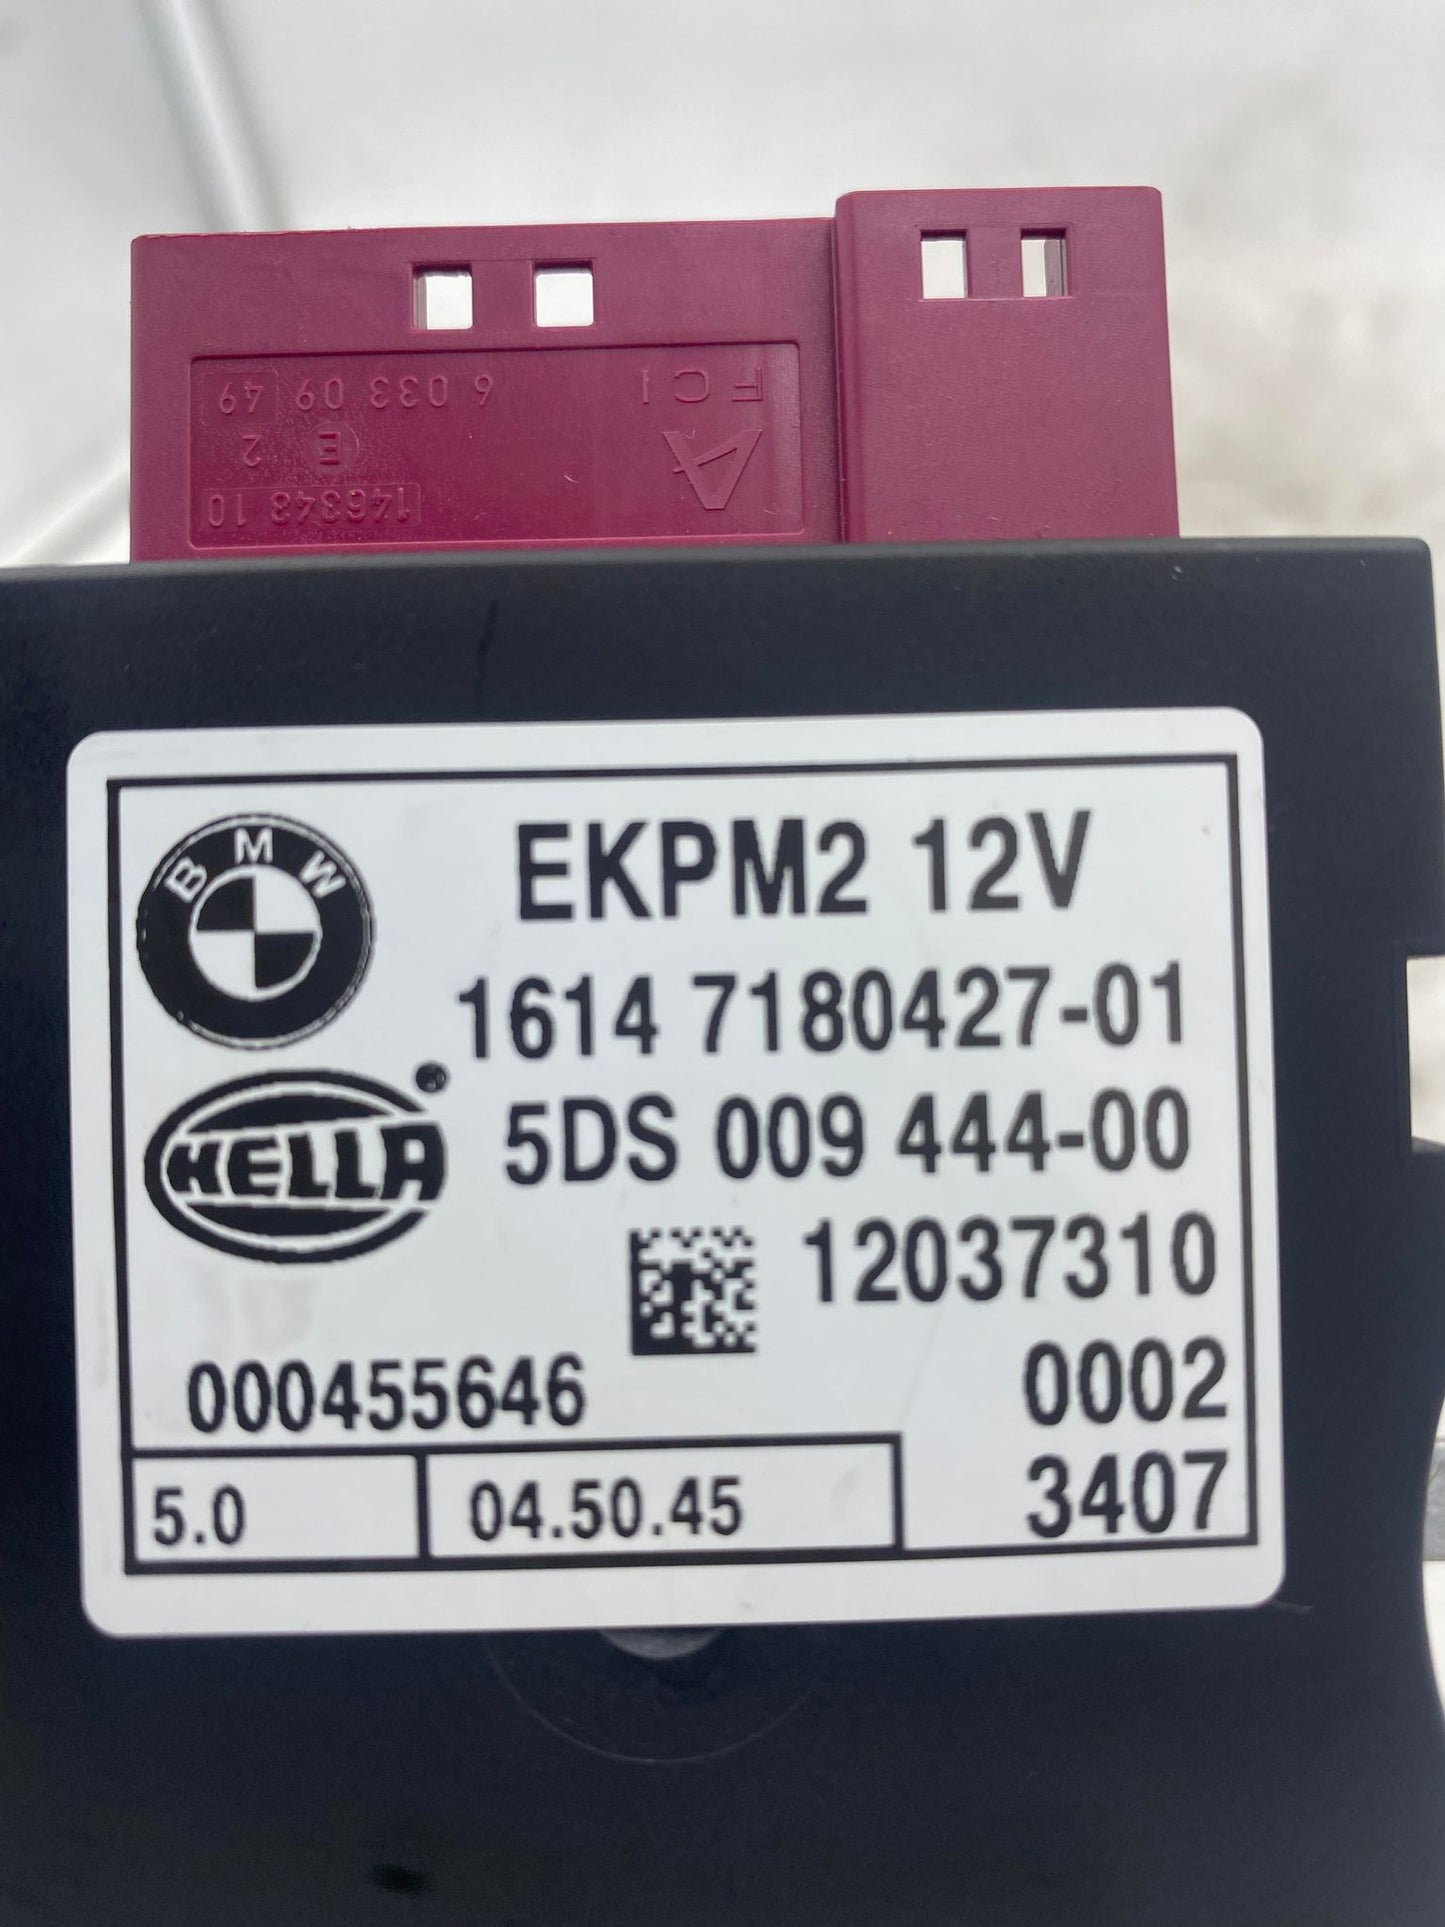 FCI
6 033 09 49
A
E 2
146343 10
BMW
EKPM2 12V
1614 7180427-01
HELLA
5DS 009 444-00
12037310
000455646
0002
5.0
04.50.45
3407